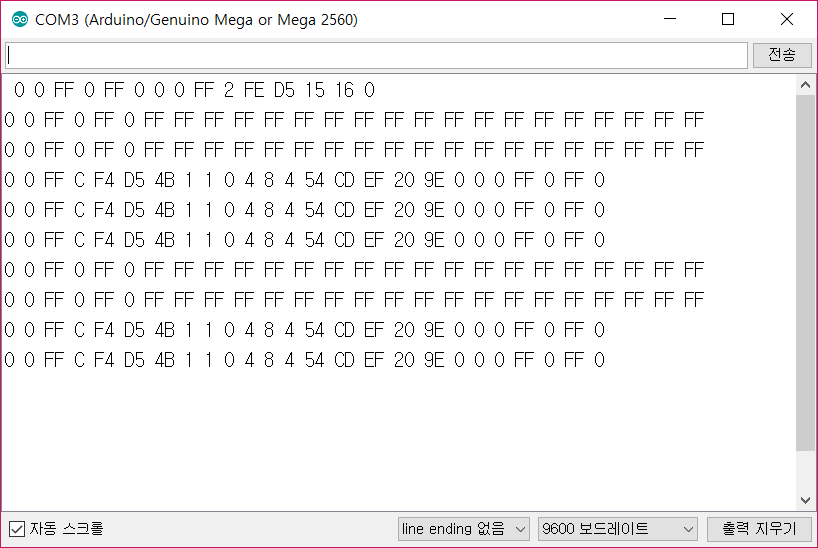 COM3 (Arduino/Genuino Mega or Mega 2560)
전송
0 0 FF 0 FF 0 0 0 FF 2 FE D5 15 16 0
0 0 FF 0 FF 0 FF FF FF FF FF FF FF FF FF FF FF FF FF FF FF FF FF FF FF
0 0 FF 0 FF 0 FF FF FF FF FF FF FF FF FF FF FF FF FF FF FF FF FF FF FF
0 0 FF C F4 D5 4B 1 1 0 4 8 4 54 CD EF 20 9E 0 0 0 FF 0 FF 0
0 0 FF C F4 D5 4B 1 1 0 4 8 4 54 CD EF 20 9E 0 0 0 FF 0 FF 0
0 0 FF C F4 D5 4B 1 1 0 4 8 4 54 CD EF 20 9E 0 0 0 FF 0 FF 0
0 0 FF 0 FF 0 FF FF FF FF FF FF FF FF FF FF FF FF FF FF FF FF FF FF FF
0 0 FF 0 FF 0 FF FF FF FF FF FF FF FF FF FF FF FF FF FF FF FF FF FF FF
0 0 FF C F4 D5 4B 1 1 0 4 8 4 54 CD EF 20 9E 0 0 0 FF 0 FF 0
0 0 FF C F4 D5 4B 1 1 0 4 8 4 54 CD EF 20 9E 0 0 0 FF 0 FF 0
자동 스크롤 line ending 없음 9600 보드레이트 출력 지우기